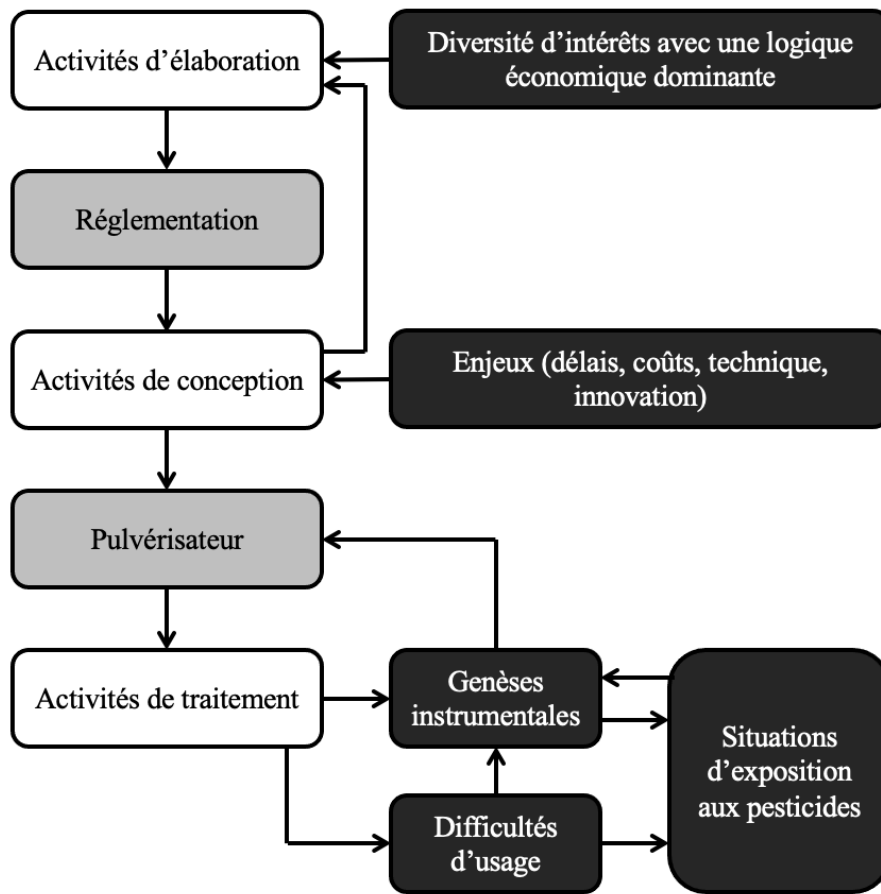 Activités d’élaboration
Diversité d’intérêts avec une logique
économique dominante
Réglementation
Activités de conception
Enjeux (délais, coûts, technique,
innovation)
Pulvérisateur
Activités de traitement
Genèses
instrumentales
Situations
d’exposition
aux pesticides
Difficultés
d’usage